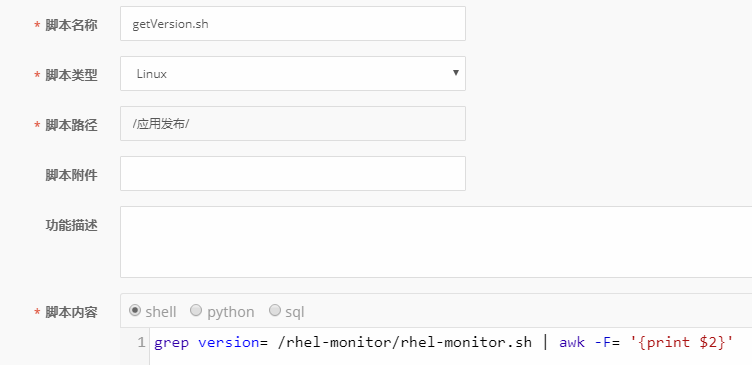 * 脚本名称 getVersion.sh
* 脚本类型 Linux
* 脚本路径 /应用发布/
脚本附件
功能描述
* 脚本内容 shell python sql
1 grep version= /rhel-monitor/rhel-monitor.sh | awk -F= '{print $2}'